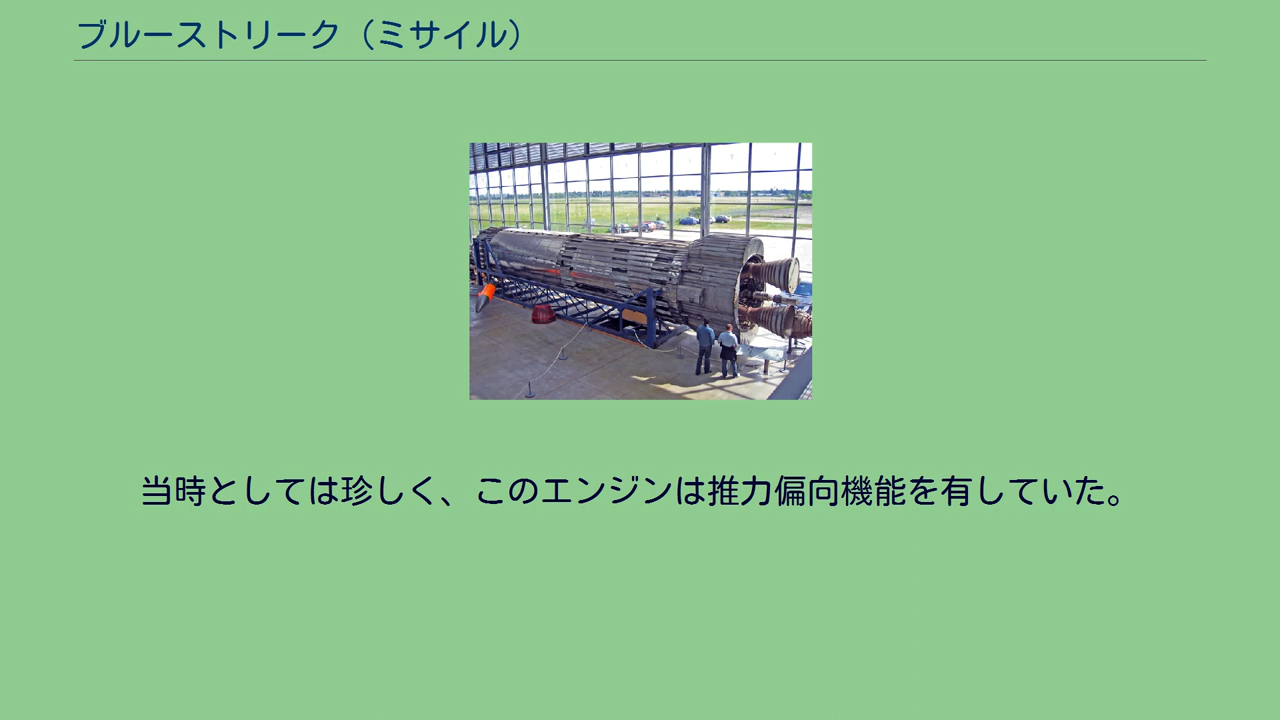 ブルーストリーク（ミサイル）
当時としては珍しく、このエンジンは推力偏向機能を有していた。